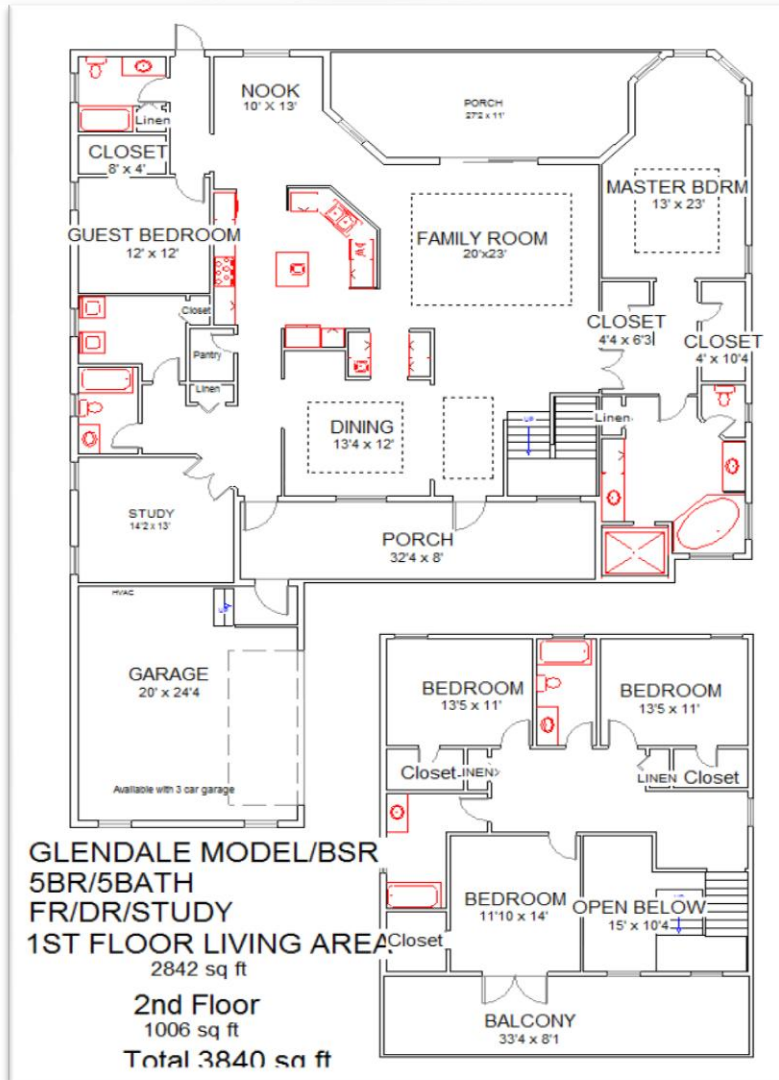 NOOK
10' X 13'
PORCH
27'2 x 11'
Linen
CLOSET
8' x 4'
MASTER BDRM
13' x 23'
GUEST BEDROOM
12' x 12'
FAMILY ROOM
20'x23'
Closet
CLOSET
4'4 x 6'3
CLOSET
4' x 10'4
Pantry
Linen
Linen
UP
DINING
13'4 x 12'
STUDY
14'2 x 13'
PORCH
32'4 x 8'
HVAC
GARAGE
20' x 24'4
Available with 3 car garage
BEDROOM
13'5 x 11'
BEDROOM
13'5 x 11'
Closet
LINEN
LINEN
Closet
BEDROOM
11'10 x 14'
OPEN BELOW
15' x 10'4
Closet
BALCONY
33'4 x 8'1
GLENDALE MODEL/BSR
5BR/5BATH
FR/DR/STUDY
1ST FLOOR LIVING AREA
2842 sq ft
2nd Floor
1006 sq ft
Total 3840 sq ft